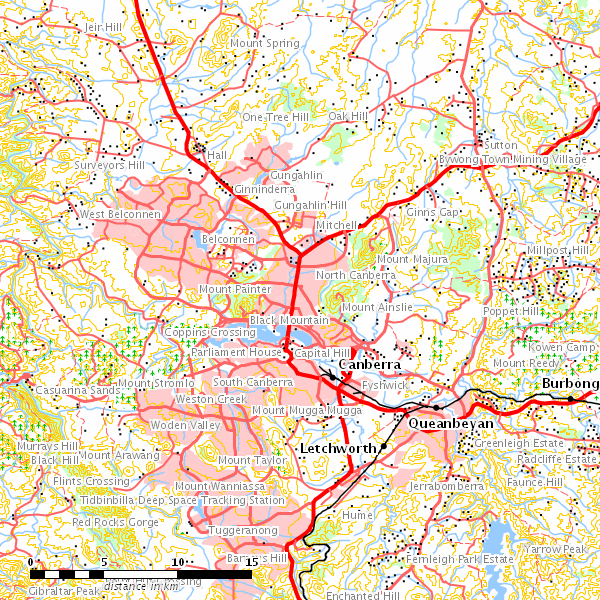 Jeir Hill
Mount Spring
One Tree Hill
Oak Hill
Hall
Sutton
Bywong Town Mining Village
Surveyors Hill
Gungahlin
Ginninderra
Gungahlin Hill
West Belconnen
Ginns Gap
Mitchell
Belconnen
Millpost Hill
Mount Majura
North Canberra
Mount Painter
Mount Ainslie
Poppet Hill
Black Mountain
Coppins Crossing
Parliament House
Capital Hill
Yowen Camp
Canberra
Mount Reedy
Mount Stromlo
South Canberra
Fyshwick
Burbong
Casuarina Sands
Weston Creek
Mount Mugga Mugga
Woden Valley
Queanbeyan
Murrays Hill
Letchworth
Greenleigh Estate
Black Hill
Mount Arawang
Mount Taylor
Radcliffe Estate
Flints Crossing
Mount Wanniassa
Jerrabomberra
Faunce Hill
Tidbinbilla Deep Space Tracking Station
Red Rocks Gorge
Hume
Tuggeranong
Yarrow Peak
Barnes Hill
Fernleigh Park Estate
0 5 10 15
distance in km
Crossing
Gibraltar Peak
Enchanted Hill